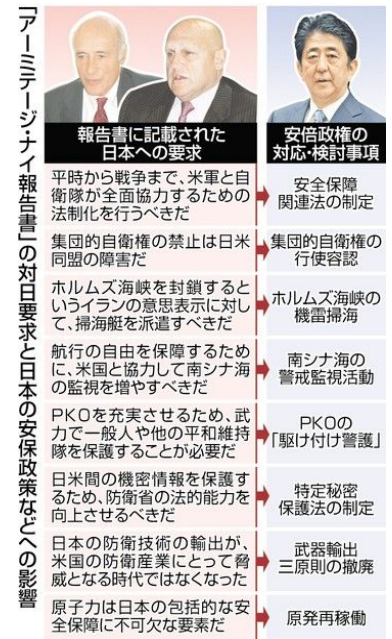 「アーミテージ・ナイ報告書」の対日要求と日本の安保政策などへの影響
報告書に記載された
日本への要求
安倍政権の
対応・検討事項
平時から戦争まで、米軍と自
衛隊が全面協力するための
法制化を行うべきだ
安全保障
関連法の制定
集団的自衛権の禁止は日米
同盟の障害だ
集団的自衛権の
行使容認
ホルムズ海峡を封鎖する
というイランの意思表示に対し
て、掃海艇を派遣すべきだ
ホルムズ海峡の
機雷掃海
航行の自由を保障するため
に、米国と協力して南シナ海
の監視を増やすべきだ
南シナ海の
警戒監視活動
PKOを充実させるため、武
力で一般人や他の平和維持
隊を保護することが必要だ
PKOの
「駆け付け警護」
日米間の機密情報を保護す
るため、防衛省の法的能力を
向上させるべきだ
特定秘密
保護法の制定
日本の防衛技術の輸出が、
米国の防衛産業にとって脅
威となる時代ではなくなった
武器輸出
三原則の撤廃
原子力は日本の包括的な安
全保障に不可欠な要素だ
原発再稼働